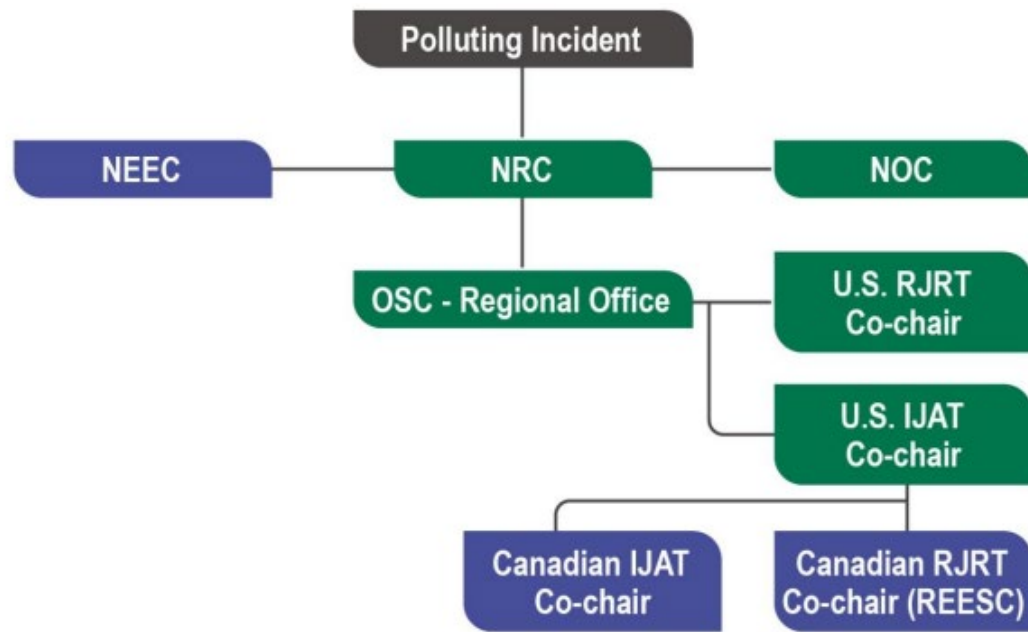 Polluting Incident
NEEC
NRC
NOC
OSC - Regional Office
U.S. RJRT
Co-chair
U.S. IJAT
Co-chair
Canadian IJAT
Co-chair
Canadian RJRT
Co-chair (REESC)